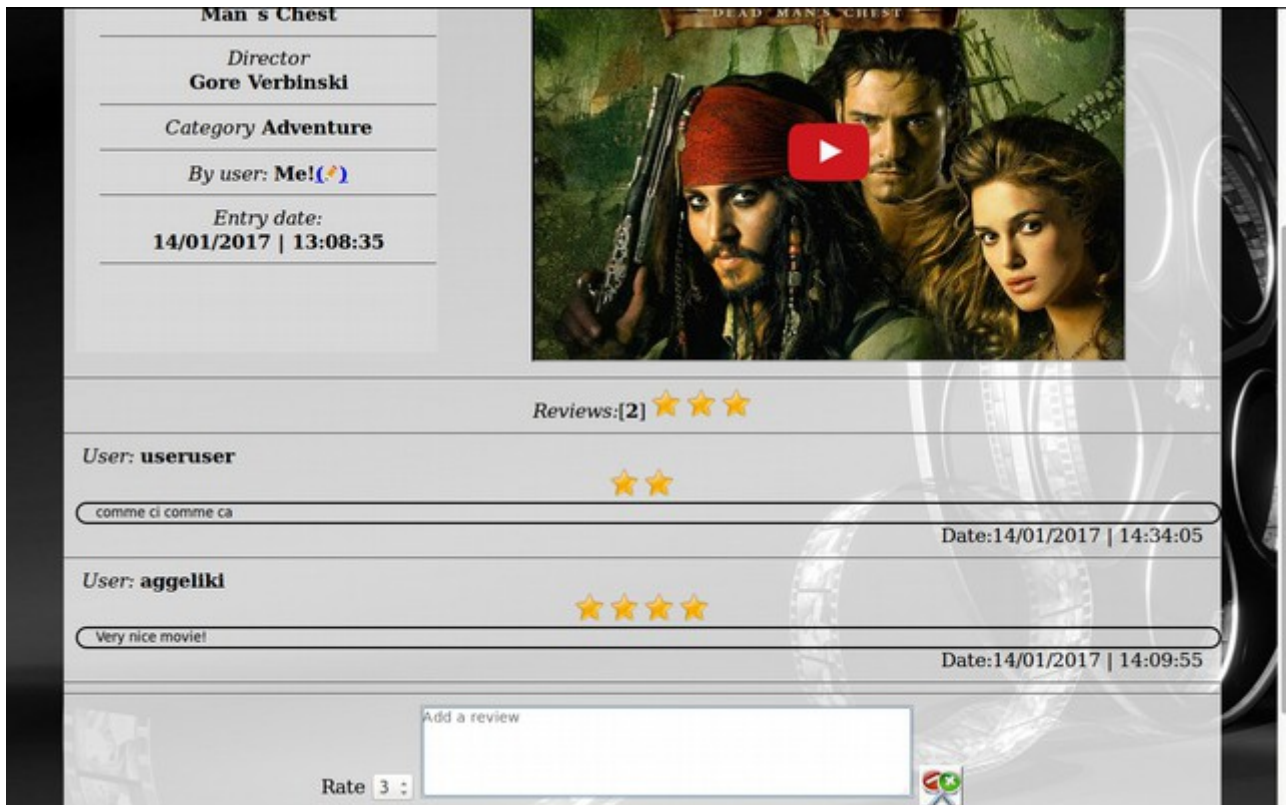 Man s Chest
Director
Gore Verbinski
Category Adventure
By user: Me!( )
Entry date:
14/01/2017 | 13:08:35
DEAD MAN'S CHEST
Reviews:[2]
User: useruser
comme ci comme ca
Date:14/01/2017 | 14:34:05
User: aggeliki
Very nice movie!
Date:14/01/2017 | 14:09:55
Add a review
Rate 3